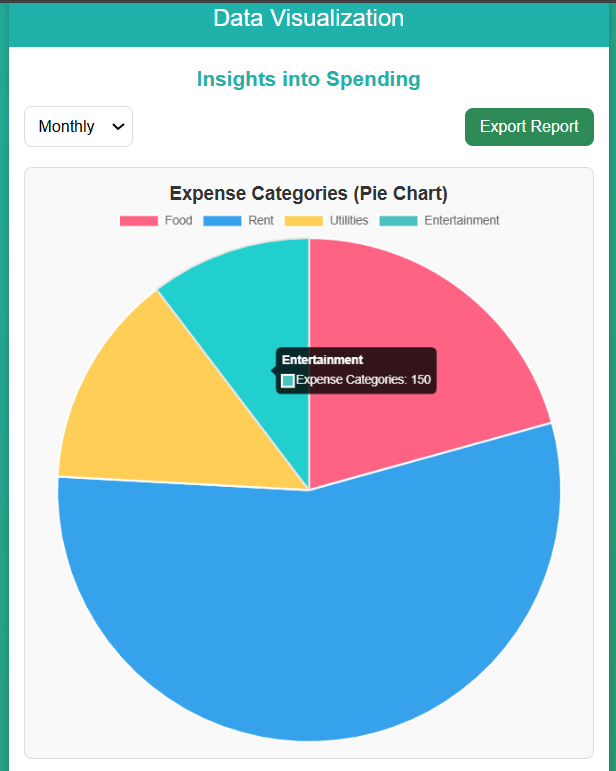 Data Visualization
Insights into Spending
Monthly Export Report
Expense Categories (Pie Chart)
Food Rent Utilities Entertainment
Entertainment
Expense Categories: 150